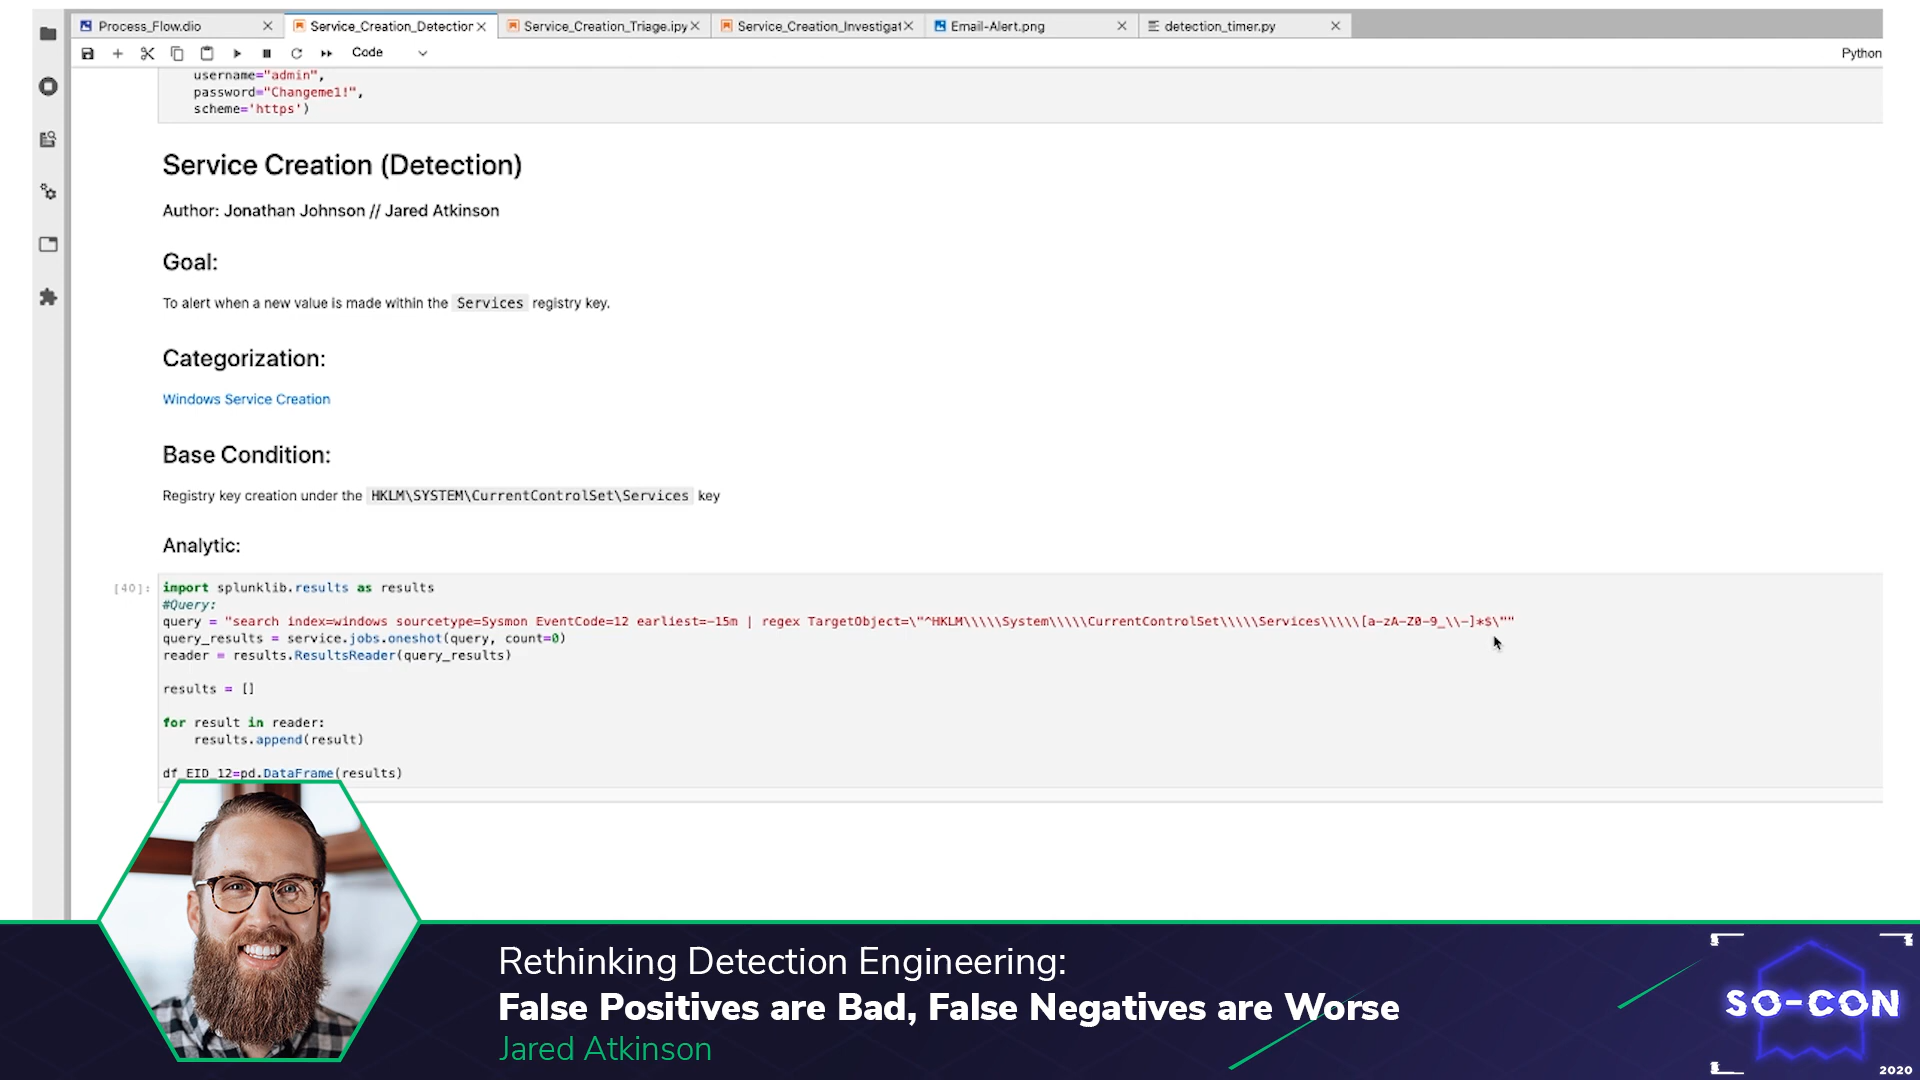 Process_Flow.dio
Service_Creation_Detection
Service_Creation_Triage.ipy
Service_Creation_Investigat
Email-Alert.png
detection_timer.py
Code
Python
username="admin",
password="Changeme1!",
scheme='https')
Service Creation (Detection)
Author: Jonathan Johnson // Jared Atkinson
Goal:
To alert when a new value is made within the Services registry key.
Categorization:
Windows Service Creation
Base Condition:
Registry key creation under the HKLM\SYSTEM\CurrentControlSet\Services key
Analytic:
[40]:
import splunklib.results as results
#Query:
query = "search index=windows sourcetype=Sysmon EventCode=12 earliest=-15m | regex TargetObject=\"^HKLM\\\\\System\\\\\CurrentControlSet\\\\\Services\\\\\[a-zA-Z0-9_\\-]*$\""
query_results = service.jobs.oneshot(query, count=0)
reader = results.ResultsReader(query_results)
results = []
for result in reader:
results.append(result)
df_EID_12=pd.DataFrame(results)
Rethinking Detection Engineering:
False Positives are Bad, False Negatives are Worse
Jared Atkinson
SO-CON
2020